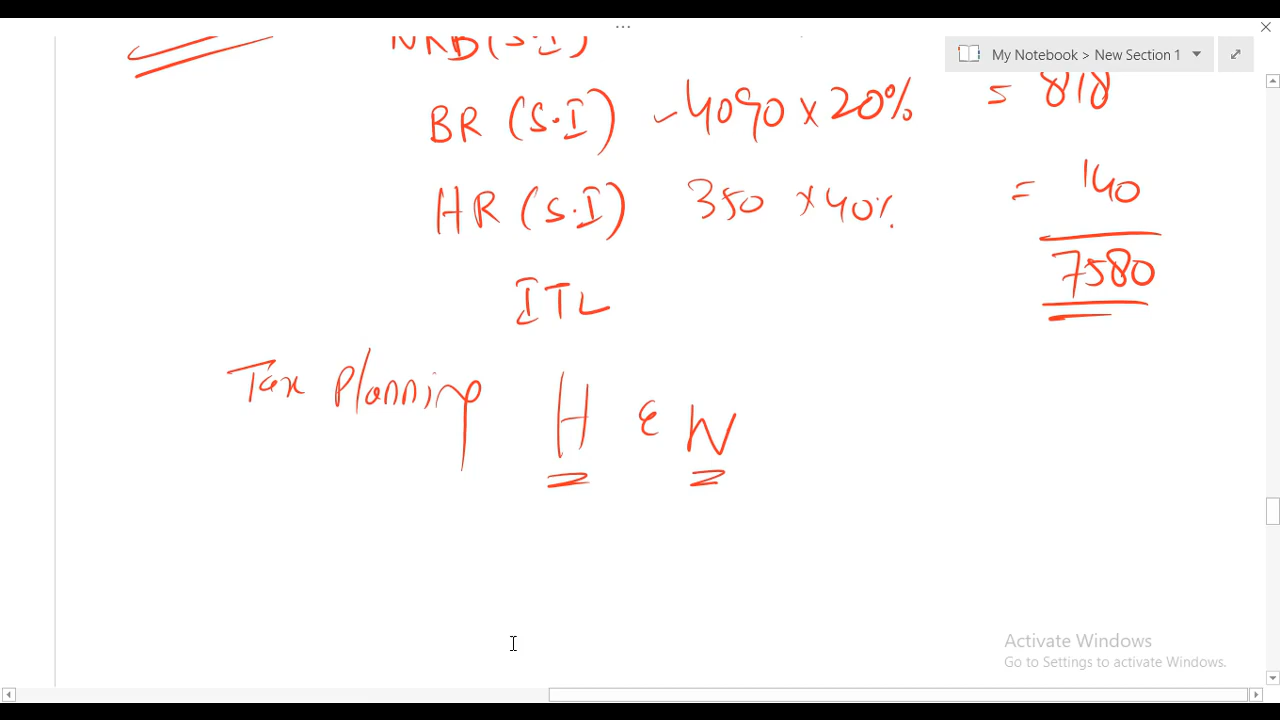 My Notebook > New Section 1
NRB (S.I)
BR (S.I) - 4090 x 20% = 818
HR (S.I) 350 x 40% = 140
7580
ITL
Tax Planning H & W
Activate Windows
Go to Settings to activate Windows.